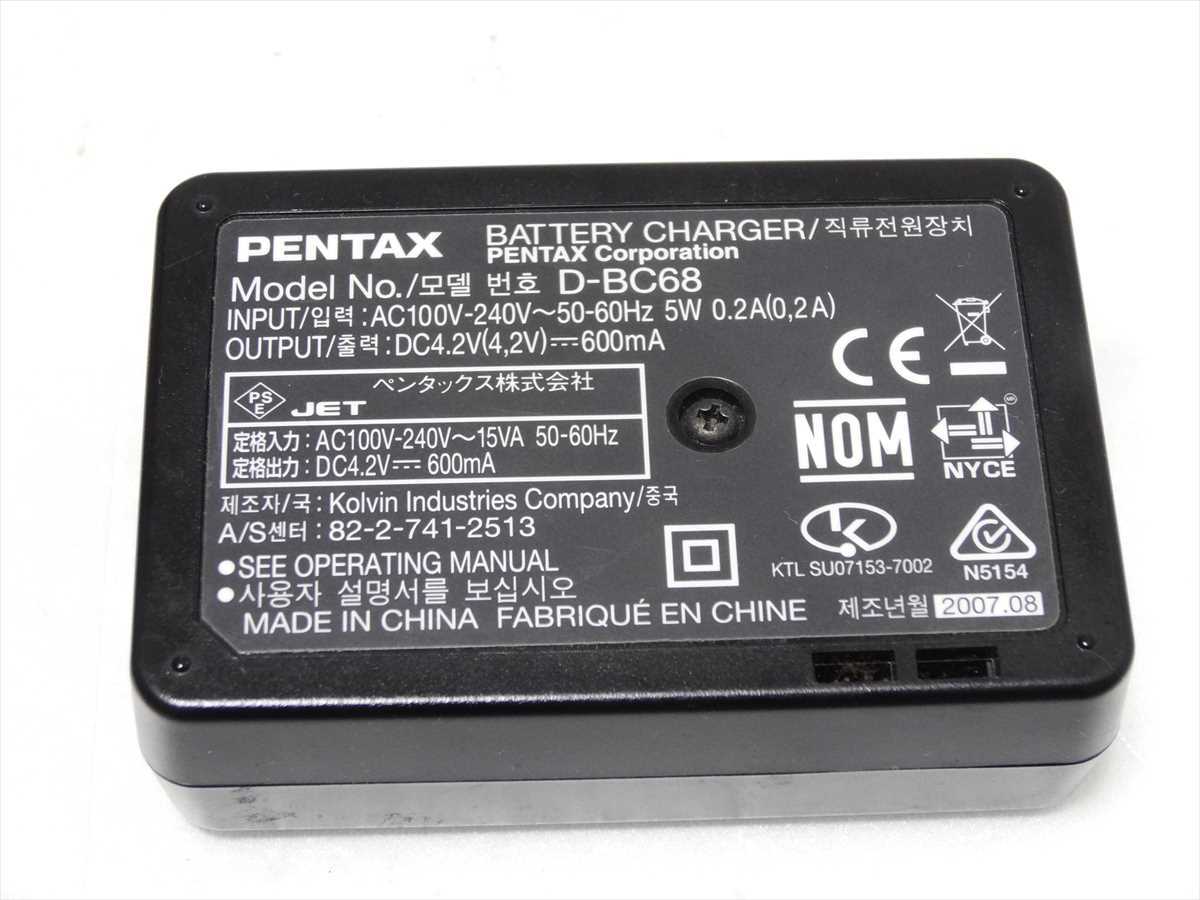 PENTAX BATTERY CHARGER/직류전원장치
PENTAX Corporation
Model No./모델 번호 D-BC68
INPUT/입력:AC100V-240V～50-60Hz 5W 0.2A(0,2A)
OUTPUT/출력:DC4.2V(4,2V)⎓600mA
PS
E
JET
ペンタックス株式会社
定格入力:AC100V-240V～15VA 50-60Hz
定格出力:DC4.2V⎓600mA
CE
NOM
NYCE
제조자/국:Kolvin Industries Company/중국
A/S센터:82-2-741-2513
●SEE OPERATING MANUAL
●사용자 설명서를 보십시오
K
KTL SU07153-7002
N5154
MADE IN CHINA FABRIQUÉ EN CHINE
제조년월 2007.08